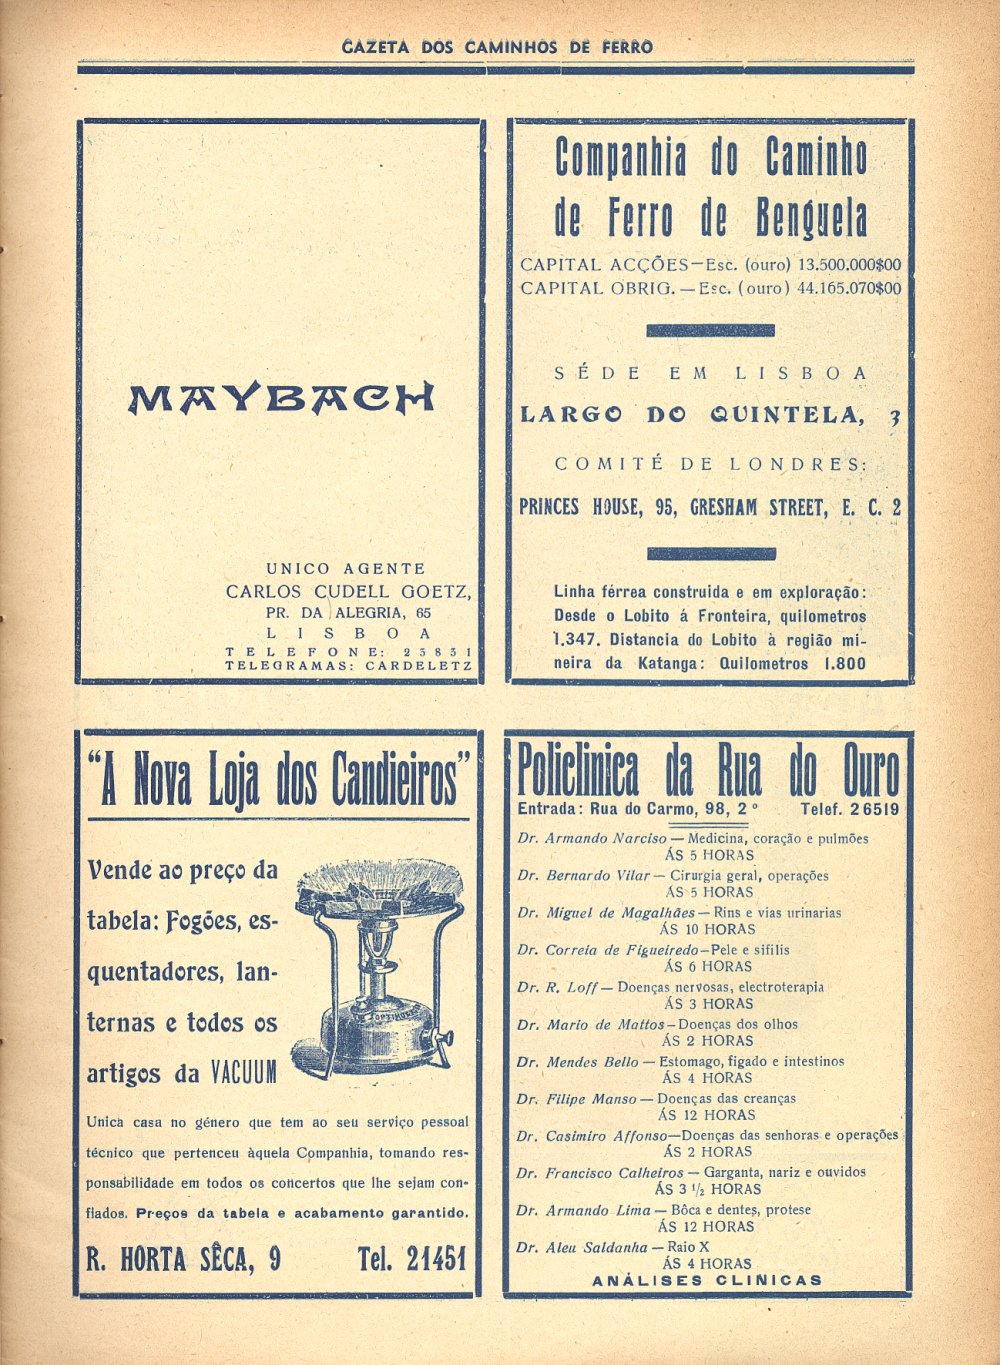 GAZETA DOS CAMINHOS DE FERRO
MAYBACH
UNICO AGENTE
CARLOS CUDELL GOETZ,
PR. DA ALEGRIA, 65
LISBOA
TELEFONE: 23831
TELEGRAMAS: CARDELETZ
Companhia do Caminho
de Ferro de Benguela
CAPITAL ACÇÕES—Esc. (ouro) 13.500.000$00
CAPITAL OBRIG. — Esc. (ouro) 44.165.070$00
SÉDE EM LISBOA
LARGO DO QUINTELA, 3
COMITÉ DE LONDRES:
PRINCES HOUSE, 95, GRESHAM STREET, E. C. 2
Linha férrea construida e em exploração:
Desde o Lobito á Fronteira, quilometros
1.347. Distancia do Lobito à região mi-
neira da Katanga: Quilometros 1.800
"A Nova Loja dos Candieiros"
Vende ao preço da
tabela: Fogões, es-
quentadores, lan-
ternas e todos os
artigos da VACUUM
Unica casa no género que tem ao seu serviço pessoal
técnico que pertenceu àquela Companhia, tomando res-
ponsabilidade em todos os concertos que lhe sejam con-
fiados. Preços da tabela e acabamento garantido.
R. HORTA SÊCA, 9 Tel. 21451
Policlinica da Rua do Ouro
Entrada: Rua do Carmo, 98, 2° Telef. 26519
Dr. Armando Narciso — Medicina, coração e pulmões
ÁS 5 HORAS
Dr. Bernardo Vilar — Cirurgia geral, operações
ÁS 5 HORAS
Dr. Miguel de Magalhães — Rins e vias urinarias
ÁS 10 HORAS
Dr. Correia de Figueiredo—Pele e sifilis
ÁS 6 HORAS
Dr. R. Loff — Doenças nervosas, electroterapia
ÁS 3 HORAS
Dr. Mario de Mattos—Doenças dos olhos
ÁS 2 HORAS
Dr. Mendes Bello — Estomago, figado e intestinos
ÁS 4 HORAS
Dr. Filipe Manso — Doenças das creanças
ÁS 12 HORAS
Dr. Casimiro Affonso—Doenças das senhoras e operações
ÁS 2 HORAS
Dr. Francisco Calheiros — Garganta, nariz e ouvidos
ÁS 3 1/2 HORAS
Dr. Armando Lima — Bôca e dentes, protese
ÁS 12 HORAS
Dr. Aleu Saldanha — Raio X
ÁS 4 HORAS
ANÁLISES CLINICAS